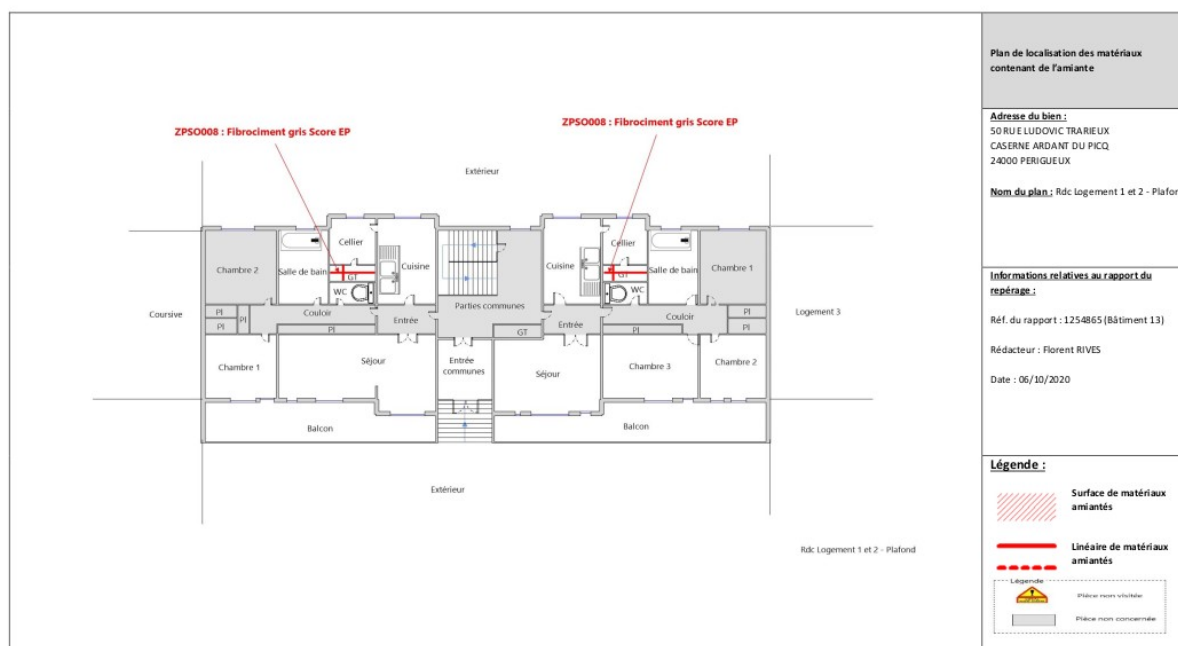 Plan de localisation des matériaux
contenant de l'amiante
Adresse du bien :
50 RUE LUDOVIC TRARIEUX
CASERNE ARDANT DU PICQ
24000 PERIGUEUX
Nom du plan : Rdc Logement 1 et 2 - Plafon
Informations relatives au rapport du
repérage :
Réf. du rapport : 1254865 (Bâtiment 13)
Rédacteur : Florent RIVES
Date : 06/10/2020
Légende :
Surface de matériaux
amiantés
Linéaire de matériaux
amiantés
Légende
Pièce non visitée
Pièce non concernée
ZPSO008 : Fibrociment gris Score EP
ZPSO008 : Fibrociment gris Score EP
Extérieur
Cellier
Cellier
Chambre 2
Salle de bain
GT
Cuisine
Cuisine
GT
Salle de bain
Chambre 1
WC
WC
Parties communes
Coursive
PI
PI
PI
Couloir
Entrée
Entrée
Couloir
PI
PI
Logement 3
PI
GT
PI
Chambre 1
Séjour
Entrée
communes
Séjour
Chambre 3
Chambre 2
Balcon
Balcon
Extérieur
Rdc Logement 1 et 2 - Plafond